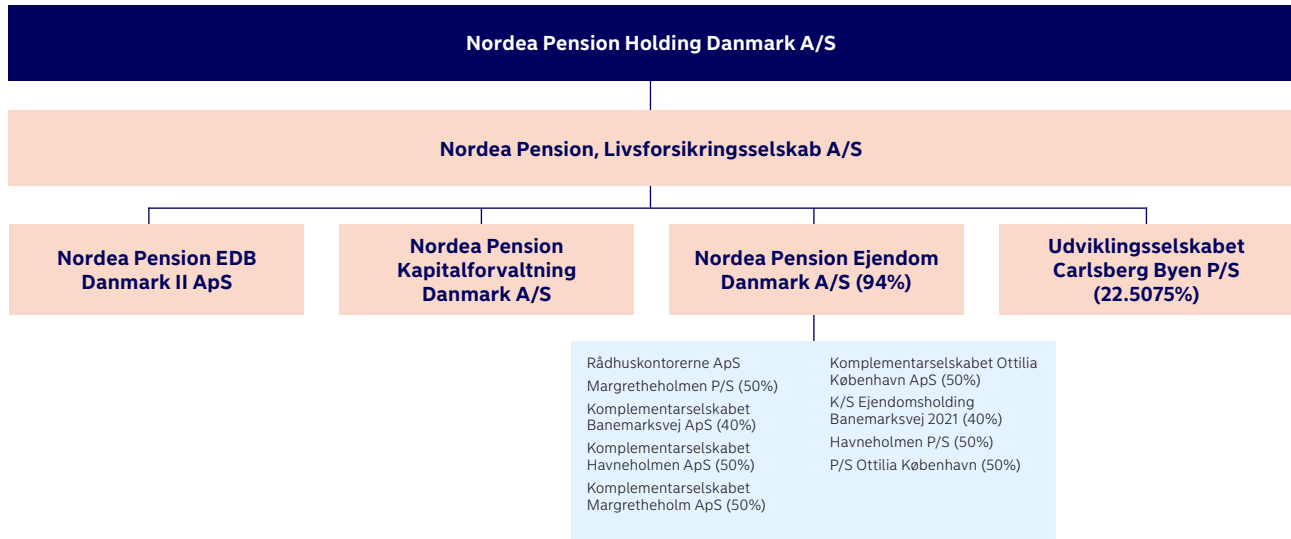 Nordea Pension Holding Danmark A/S
Nordea Pension, Livsforsikringsselskab A/S
Nordea Pension EDB
Danmark II ApS
Nordea Pension
Kapitalforvaltning
Danmark A/S
Nordea Pension Ejendom
Danmark A/S (94%)
Udviklingsselskabet
Carlsberg Byen P/S
(22.5075%)
Rådhuskontorerne ApS
Margretheholmen P/S (50%)
Komplementarselskabet
Banemarksvej ApS (40%)
Komplementarselskabet
Havneholmen ApS (50%)
Komplementarselskabet
Margretheholm ApS (50%)
Komplementarselskabet Ottilia
København ApS (50%)
K/S Ejendomsholding
Banemarksvej 2021 (40%)
Havneholmen P/S (50%)
P/S Ottilia København (50%)